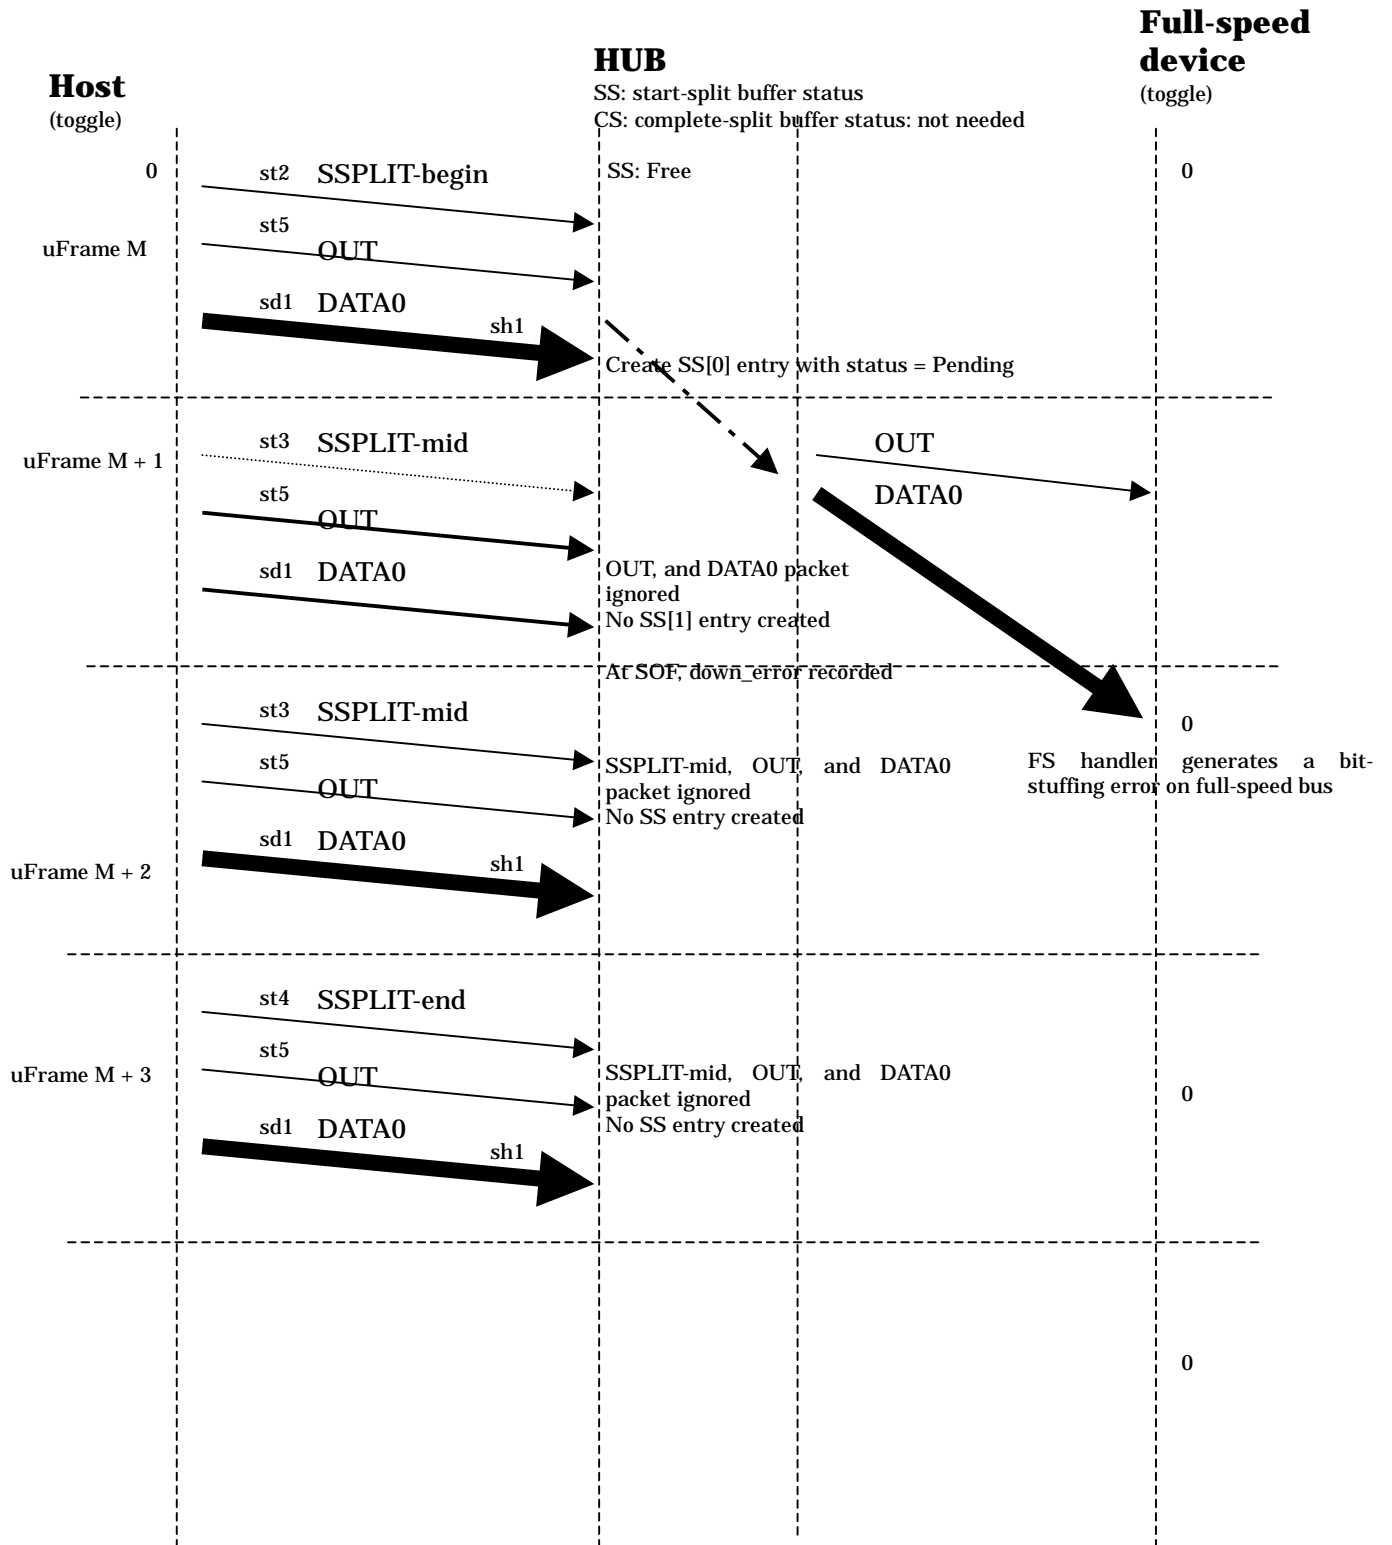 Full-speed
device
(toggle)
HUB
SS: start-split buffer status
CS: complete-split buffer status: not needed
Host
(toggle)
0
st2 SSPLIT-begin
SS: Free
0
st5
uFrame M
OUT
sd1 DATA0
sh1
Create SS[0] entry with status = Pending
st3 SSPLIT-mid
OUT
uFrame M + 1
st5
DATA0
OUT
sd1 DATA0
OUT, and DATA0 packet
ignored
No SS[1] entry created
At SOF, down_error recorded
st3 SSPLIT-mid
0
st5
SSPLIT-mid, OUT, and DATA0
packet ignored
No SS entry created
FS handler generates a bit-
stuffing error on full-speed bus
OUT
sd1 DATA0
sh1
uFrame M + 2
st4 SSPLIT-end
st5
uFrame M + 3
OUT
SSPLIT-mid, OUT, and DATA0
packet ignored
No SS entry created
0
sd1 DATA0
sh1
0